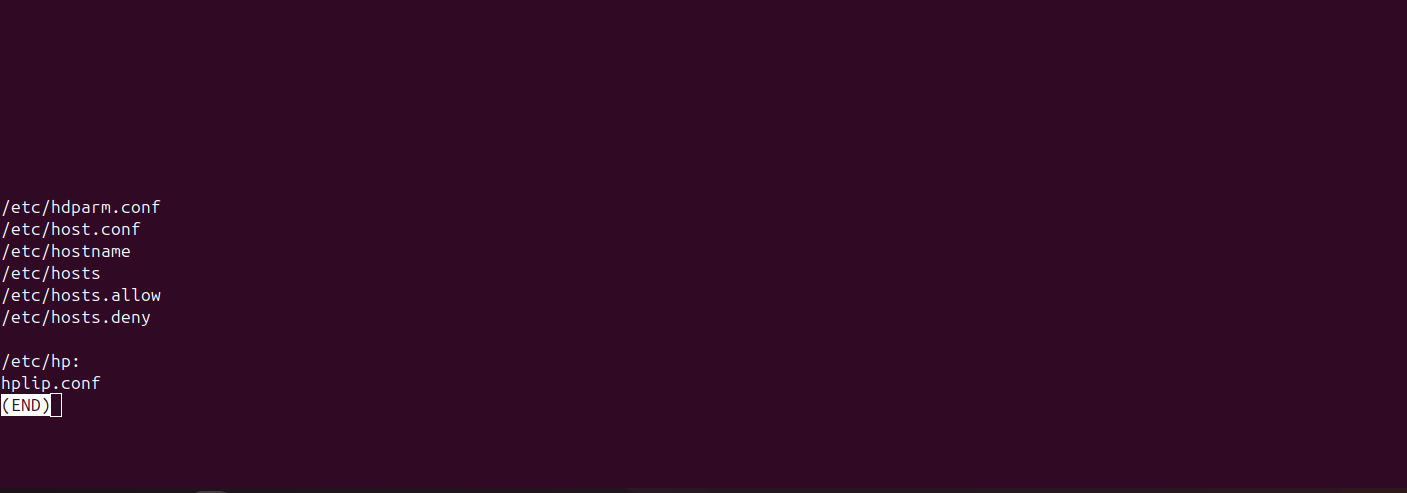 /etc/hdparm.conf
/etc/host.conf
/etc/hostname
/etc/hosts
/etc/hosts.allow
/etc/hosts.deny

/etc/hp:
hplip.conf
(END)